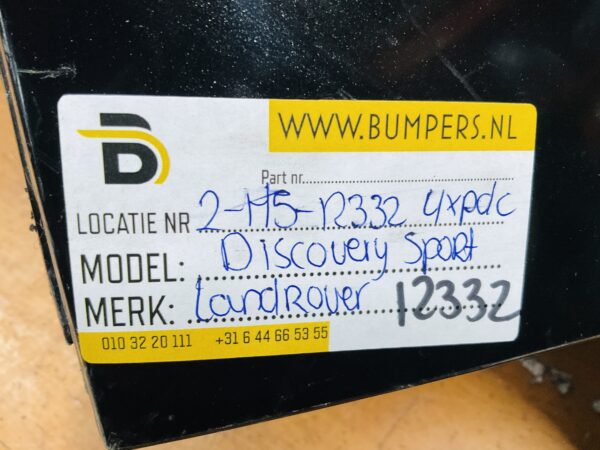 WWW.BUMPERS.NL
Part nr
LOCATIE NR 2-H5-12332 4xpdc
MODEL: Discovery Sport
MERK: LandRover 12332
010 32 20 111 +31 6 44 66 53 55